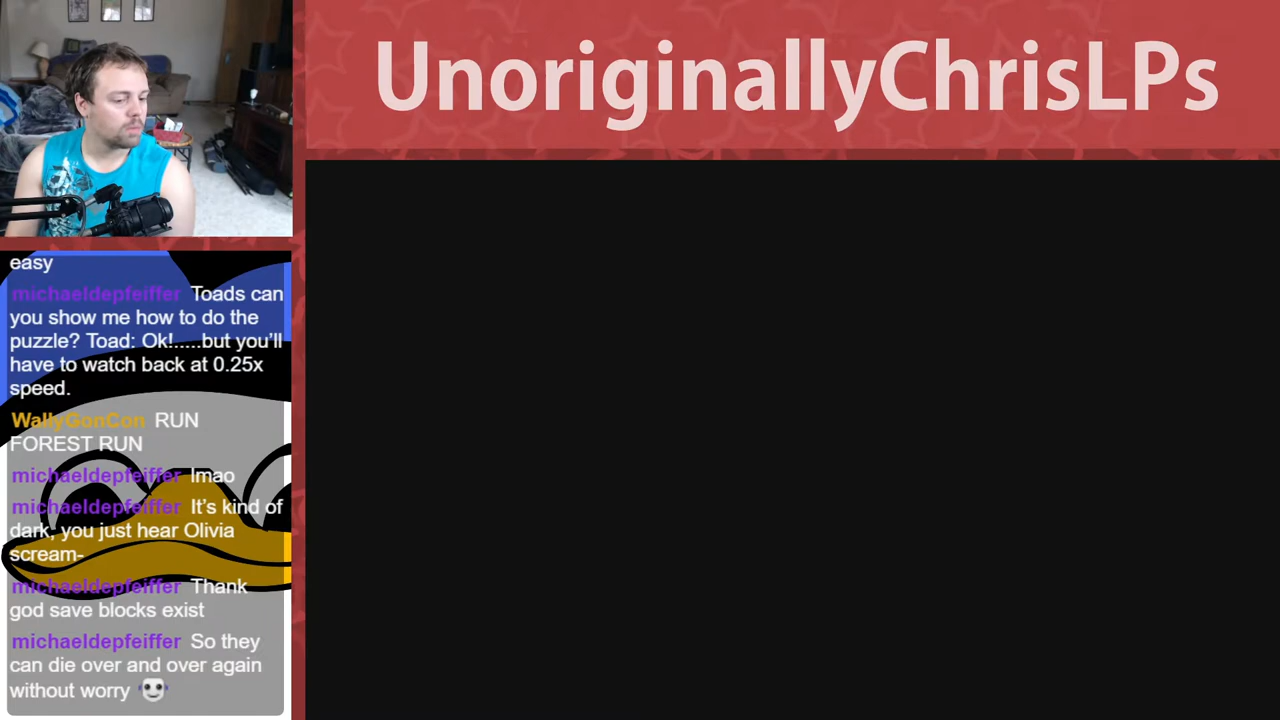 UnoriginallyChrisLPs
easy
michaeldepfeiffer Toads can
you show me how to do the
puzzle? Toad: Ok!.....but you'll
have to watch back at 0.25x
speed.
WallyGonCon RUN
FOREST RUN
michaeldepfeiffer lmao
michaeldepfeiffer It's kind of
dark, you just hear Olivia
scream-
michaeldepfeiffer Thank
god save blocks exist
michaeldepfeiffer So they
can die over and over again
without worry